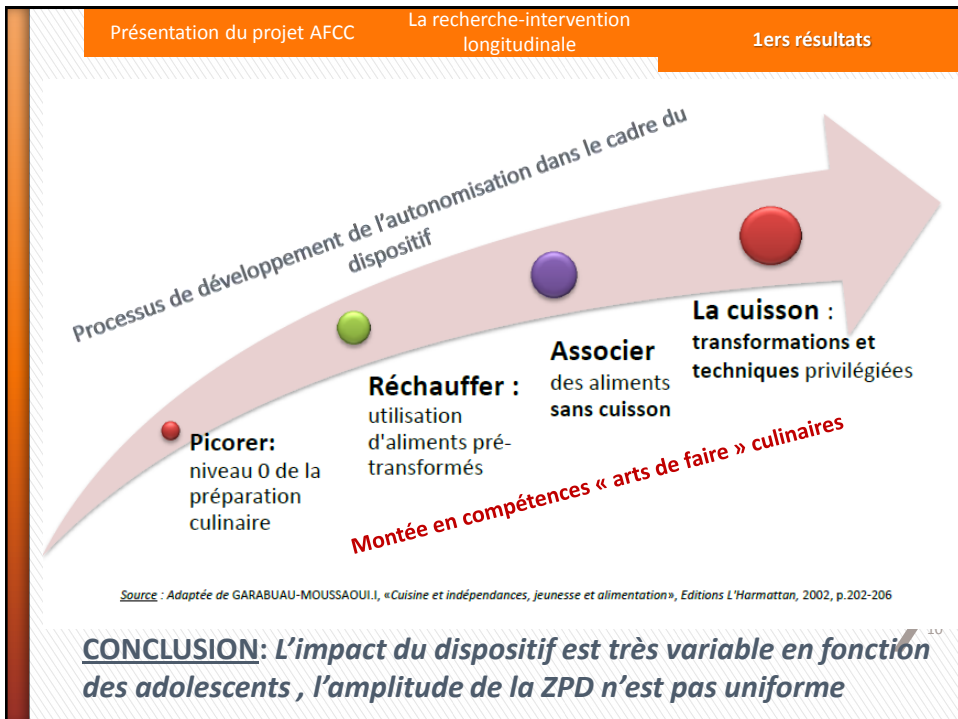 Présentation du projet AFCC
La recherche-intervention
longitudinale
1ers résultats
Processus de développement de l'autonomisation dans le cadre du
dispositif
Picorer:
niveau 0 de la
préparation
culinaire
Réchauffer :
utilisation
d'aliments pré-
transformés
Associer
des aliments
sans cuisson
La cuisson :
transformations et
techniques privilégiées
Montée en compétences « arts de faire » culinaires
Source : Adaptée de GARABUAU-MOUSSAOUI.I, «Cuisine et indépendances, jeunesse et alimentation», Editions L'Harmattan, 2002, p.202-206
10
CONCLUSION: L'impact du dispositif est très variable en fonction
des adolescents , l'amplitude de la ZPD n'est pas uniforme